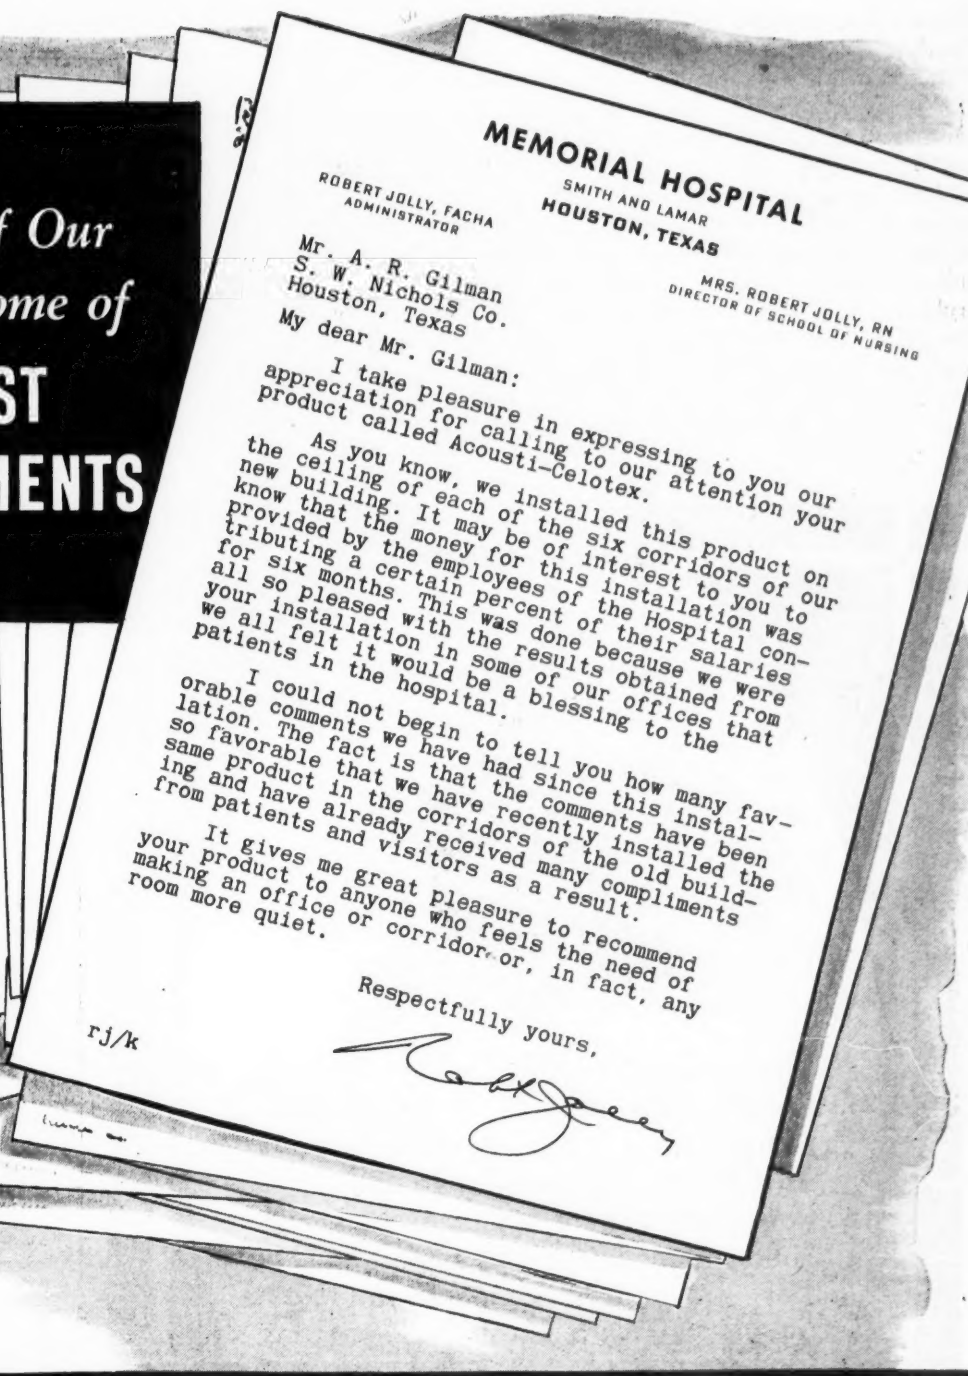 f Our
ome of
ST
MENTS
MEMORIAL HOSPITAL
SMITH AND LAMAR
HOUSTON, TEXAS
ROBERT JOLLY, FACHA
ADMINISTRATOR
MRS. ROBERT JOLLY, RN
DIRECTOR OF SCHOOL OF NURSING
Mr. A. R. Gilman
S. W. Nichols Co.
Houston, Texas
My dear Mr. Gilman:
I take pleasure in expressing to you our
appreciation for calling to our attention your
product called Acousti-Celotex.
As you know, we installed this product on
the ceiling of each of the six corridors of our
new building. It may be of interest to you to
know that the money for this installation was
provided by the employees of the Hospital con-
tributing a certain percent of their salaries
for six months. This was done because we were
all so pleased with the results obtained from
your installation in some of our offices that
we all felt it would be a blessing to the
patients in the hospital.
I could not begin to tell you how many fav-
orable comments we have had since this instal-
lation. The fact is that the comments have been
so favorable that we have recently installed the
same product in the corridors of the old build-
ing and have already received many compliments
from patients and visitors as a result.
It gives me great pleasure to recommend
your product to anyone who feels the need of
making an office or corridor or, in fact, any
room more quiet.
Respectfully yours,
Robt Jolly
rj/k